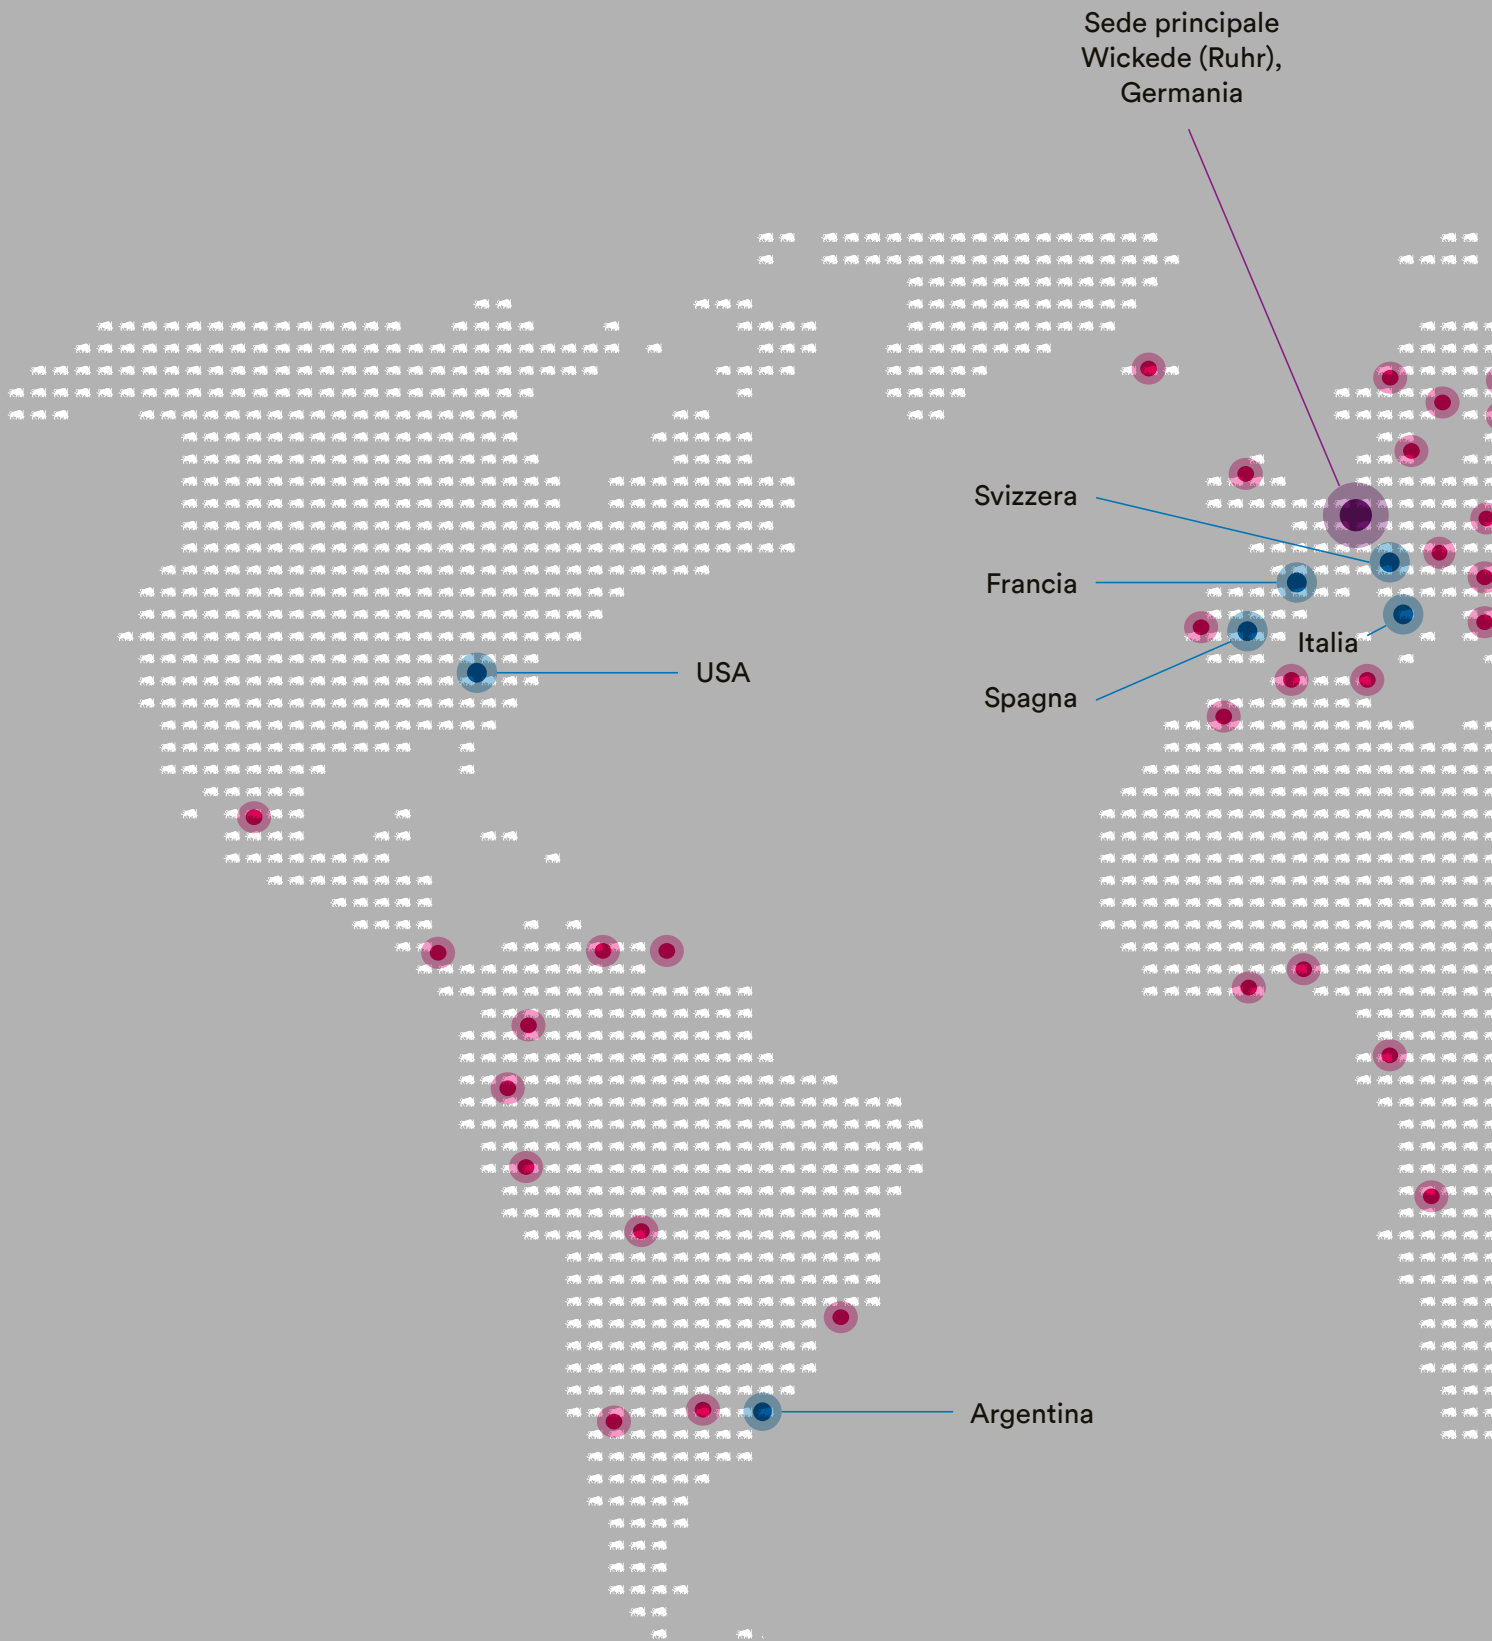 Sede principale
Wickede (Ruhr),
Germania
Svizzera
Francia
Italia
USA
Spagna
Argentina